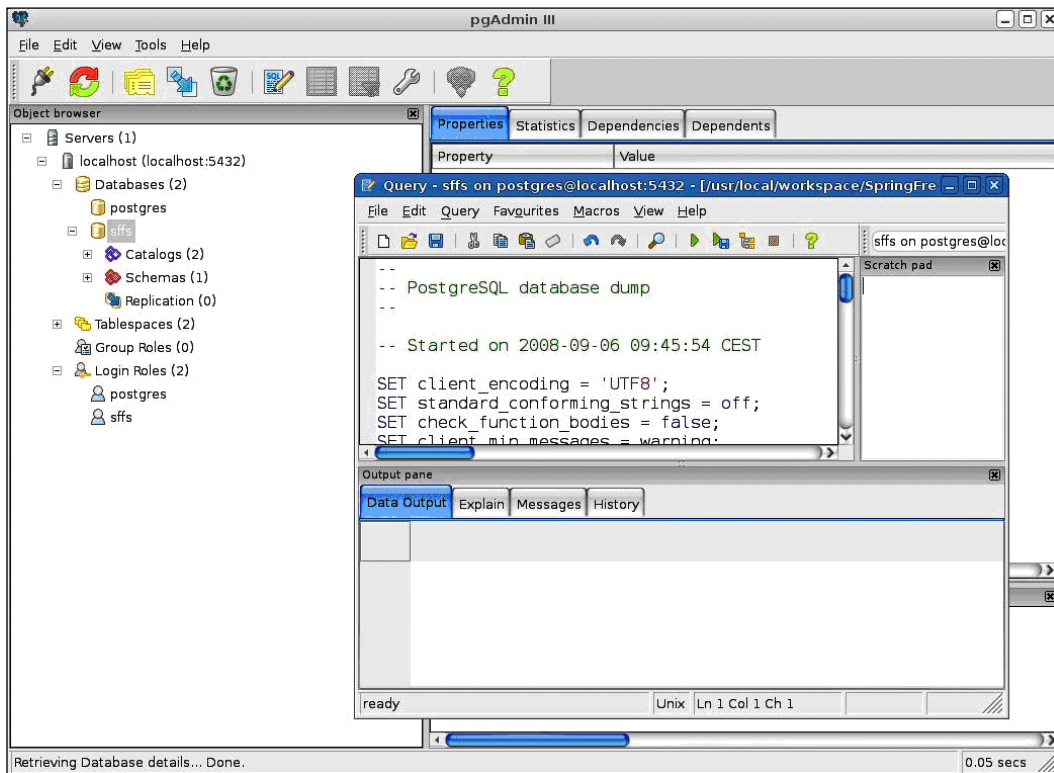 pgAdmin III
File Edit View Tools Help
Object browser
Properties Statistics Dependencies Dependents
Property Value
Servers (1)
localhost (localhost:5432)
Databases (2)
postgres
sffs
Catalogs (2)
Schemas (1)
Replication (0)
Tablespaces (2)
Group Roles (0)
Login Roles (2)
postgres
sffs
Query - sffs on postgres@localhost:5432 - [/usr/local/workspace/SpringFre
File Edit Query Favourites Macros View Help
sffs on postgres@loc
--
-- PostgreSQL database dump
--
-- Started on 2008-09-06 09:45:54 CEST
SET client_encoding = 'UTF8';
SET standard_conforming_strings = off;
SET check_function_bodies = false;
SET client_min_messages = warning;
Scratch pad
Output pane
Data Output Explain Messages History
ready Unix Ln 1 Col 1 Ch 1
Retrieving Database details... Done. 0.05 secs